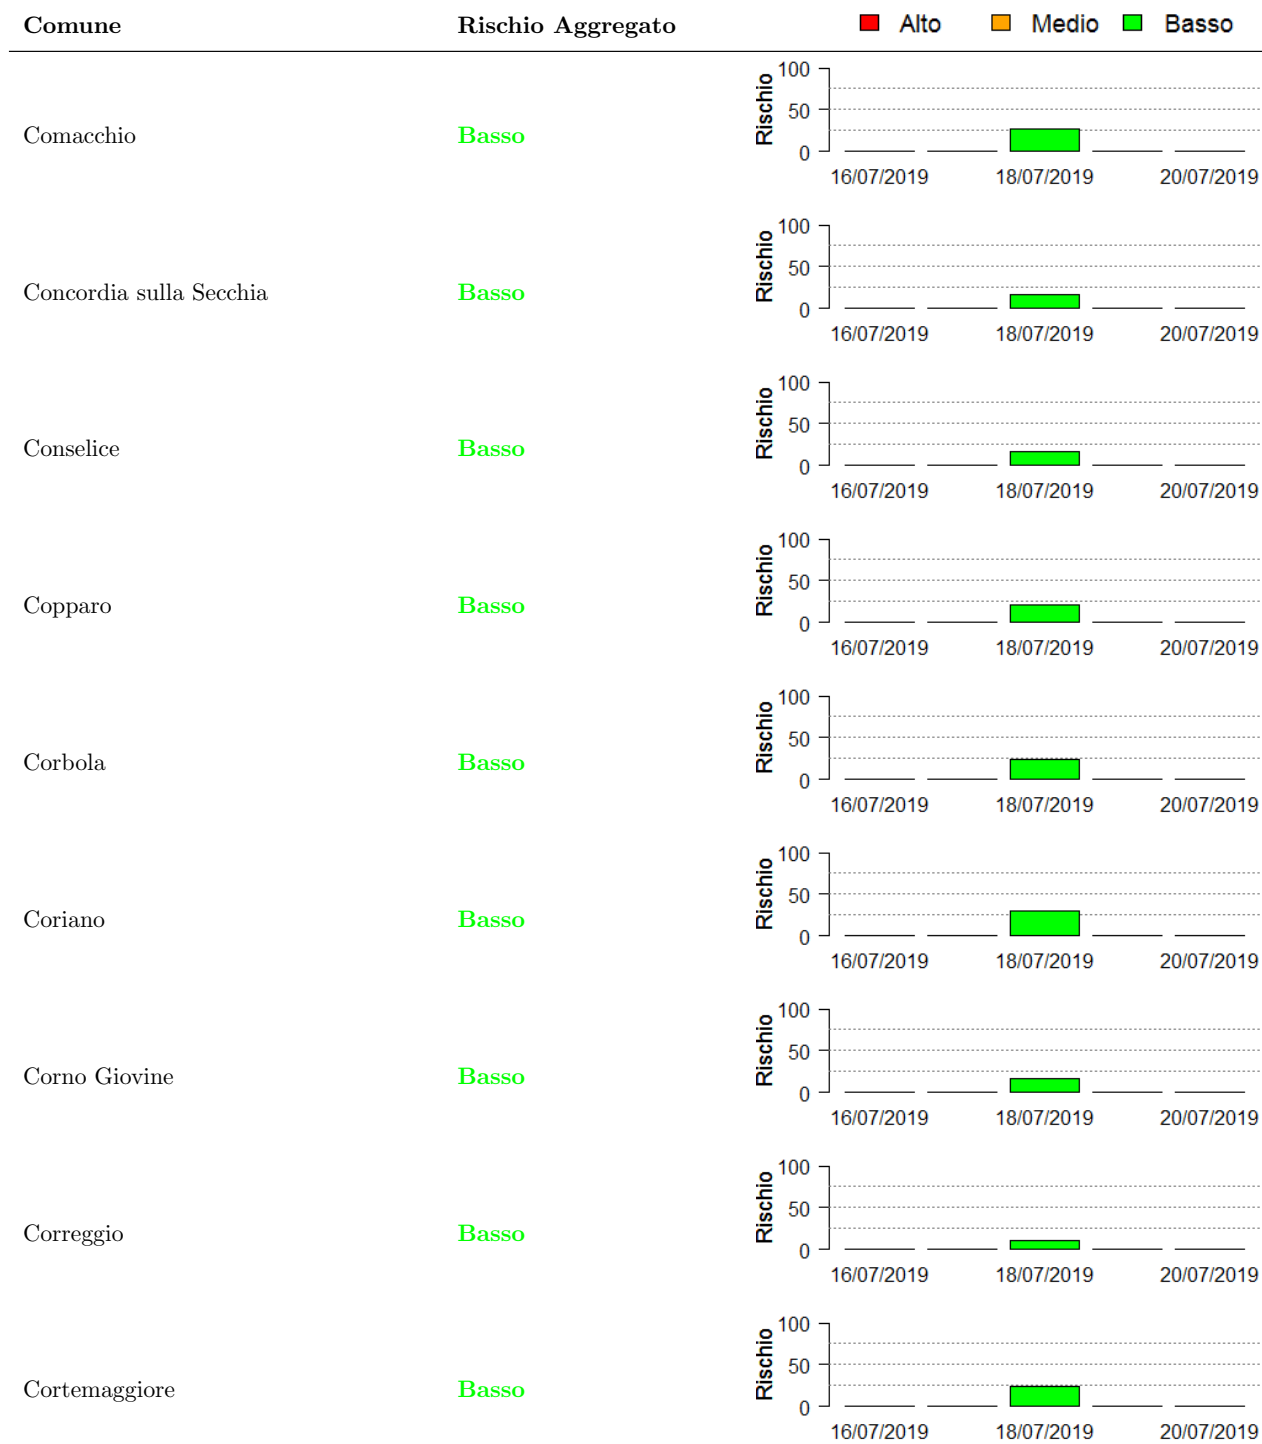 Comune Rischio Aggregato Alto Medio Basso
Comacchio Basso
Rischio
100
50
0
16/07/2019 18/07/2019 20/07/2019
Concordia sulla Secchia Basso
Rischio
100
50
0
16/07/2019 18/07/2019 20/07/2019
Conselice Basso
Rischio
100
50
0
16/07/2019 18/07/2019 20/07/2019
Copparo Basso
Rischio
100
50
0
16/07/2019 18/07/2019 20/07/2019
Corbola Basso
Rischio
100
50
0
16/07/2019 18/07/2019 20/07/2019
Coriano Basso
Rischio
100
50
0
16/07/2019 18/07/2019 20/07/2019
Corno Giovine Basso
Rischio
100
50
0
16/07/2019 18/07/2019 20/07/2019
Correggio Basso
Rischio
100
50
0
16/07/2019 18/07/2019 20/07/2019
Cortemaggiore Basso
Rischio
100
50
0
16/07/2019 18/07/2019 20/07/2019